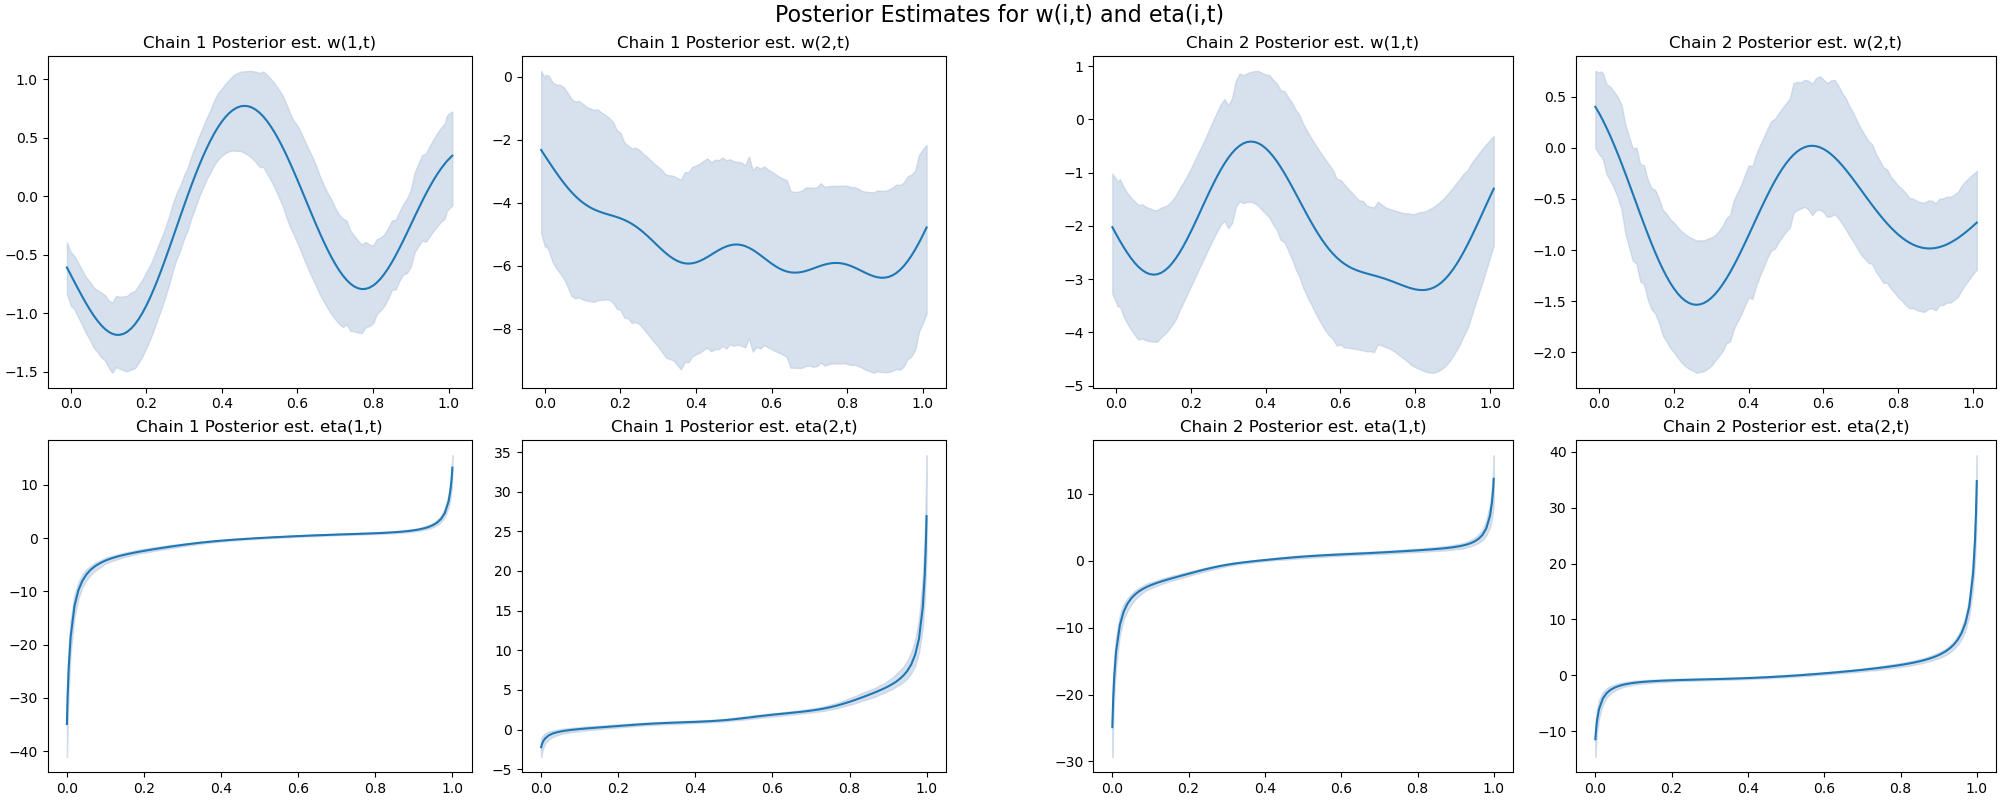 Posterior Estimates for w(i,t) and eta(i,t)
Chain 1 Posterior est. w(1,t)
1.0
0.5
0.0
−0.5
−1.0
−1.5
0.0 0.2 0.4 0.6 0.8 1.0
Chain 1 Posterior est. w(2,t)
0
−2
−4
−6
−8
0.0 0.2 0.4 0.6 0.8 1.0
Chain 2 Posterior est. w(1,t)
1
0
−1
−2
−3
−4
−5
0.0 0.2 0.4 0.6 0.8 1.0
Chain 2 Posterior est. w(2,t)
0.5
0.0
−0.5
−1.0
−1.5
−2.0
0.0 0.2 0.4 0.6 0.8 1.0
Chain 1 Posterior est. eta(1,t)
10
0
−10
−20
−30
−40
0.0 0.2 0.4 0.6 0.8 1.0
Chain 1 Posterior est. eta(2,t)
35
30
25
20
15
10
5
0
−5
0.0 0.2 0.4 0.6 0.8 1.0
Chain 2 Posterior est. eta(1,t)
10
0
−10
−20
−30
0.0 0.2 0.4 0.6 0.8 1.0
Chain 2 Posterior est. eta(2,t)
40
30
20
10
0
−10
0.0 0.2 0.4 0.6 0.8 1.0